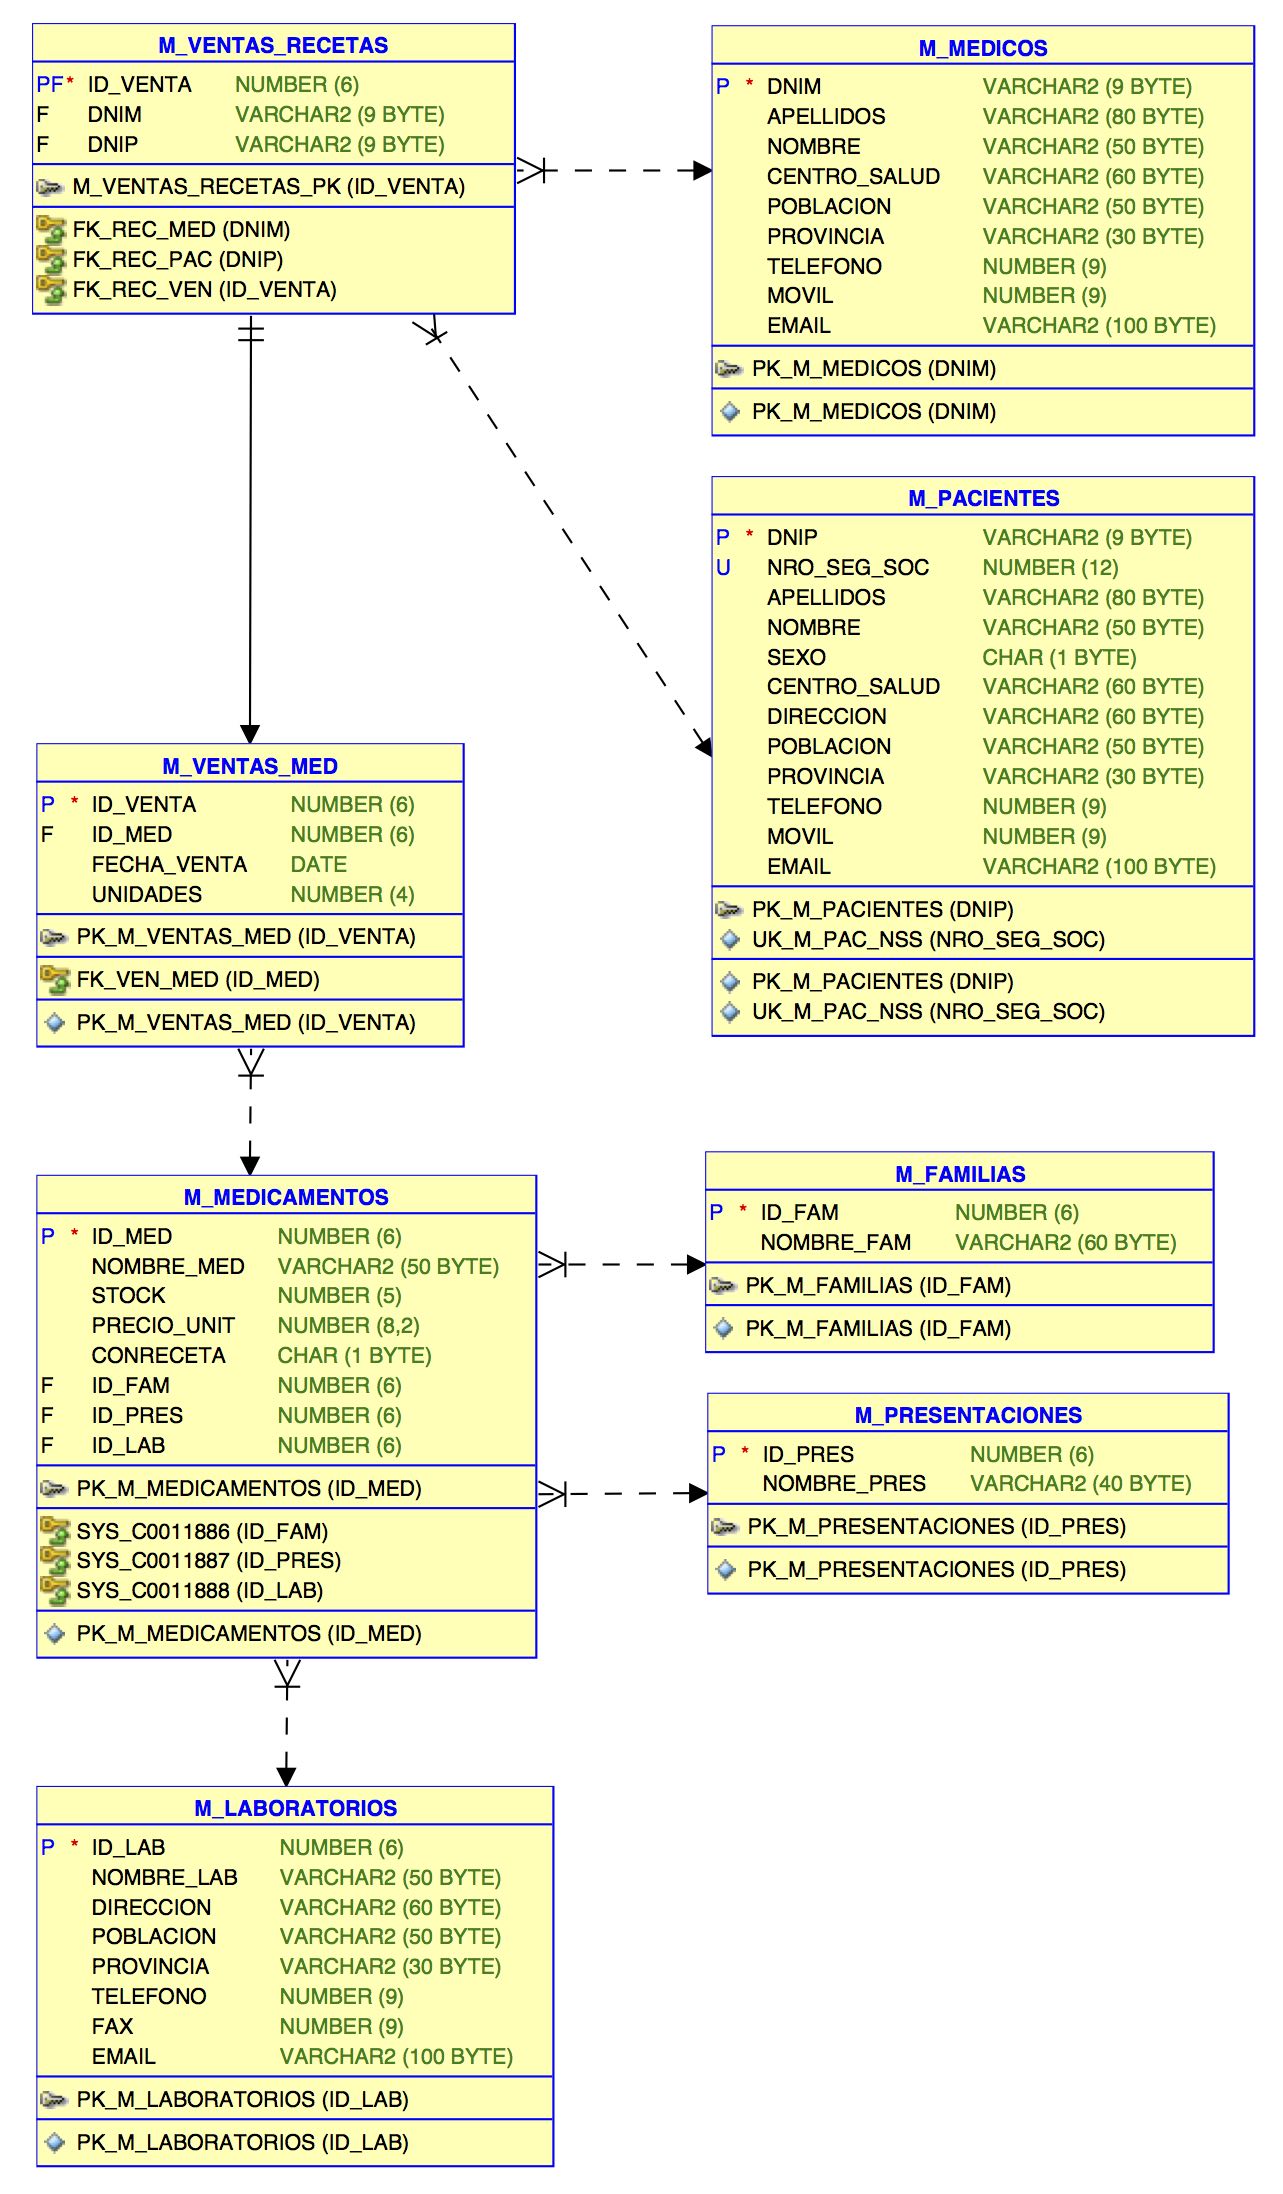 M_VENTAS_RECETAS
PF* ID_VENTA NUMBER (6)
F DNIM VARCHAR2 (9 BYTE)
F DNIP VARCHAR2 (9 BYTE)
M_VENTAS_RECETAS_PK (ID_VENTA)
FK_REC_MED (DNIM)
FK_REC_PAC (DNIP)
FK_REC_VEN (ID_VENTA)
M_MEDICOS
P * DNIM VARCHAR2 (9 BYTE)
APELLIDOS VARCHAR2 (80 BYTE)
NOMBRE VARCHAR2 (50 BYTE)
CENTRO_SALUD VARCHAR2 (60 BYTE)
POBLACION VARCHAR2 (50 BYTE)
PROVINCIA VARCHAR2 (30 BYTE)
TELEFONO NUMBER (9)
MOVIL NUMBER (9)
EMAIL VARCHAR2 (100 BYTE)
PK_M_MEDICOS (DNIM)
PK_M_MEDICOS (DNIM)
M_PACIENTES
P * DNIP VARCHAR2 (9 BYTE)
U NRO_SEG_SOC NUMBER (12)
APELLIDOS VARCHAR2 (80 BYTE)
NOMBRE VARCHAR2 (50 BYTE)
SEXO CHAR (1 BYTE)
CENTRO_SALUD VARCHAR2 (60 BYTE)
DIRECCION VARCHAR2 (60 BYTE)
POBLACION VARCHAR2 (50 BYTE)
PROVINCIA VARCHAR2 (30 BYTE)
TELEFONO NUMBER (9)
MOVIL NUMBER (9)
EMAIL VARCHAR2 (100 BYTE)
PK_M_PACIENTES (DNIP)
UK_M_PAC_NSS (NRO_SEG_SOC)
PK_M_PACIENTES (DNIP)
UK_M_PAC_NSS (NRO_SEG_SOC)
M_VENTAS_MED
P * ID_VENTA NUMBER (6)
F ID_MED NUMBER (6)
FECHA_VENTA DATE
UNIDADES NUMBER (4)
PK_M_VENTAS_MED (ID_VENTA)
FK_VEN_MED (ID_MED)
PK_M_VENTAS_MED (ID_VENTA)
M_MEDICAMENTOS
P * ID_MED NUMBER (6)
NOMBRE_MED VARCHAR2 (50 BYTE)
STOCK NUMBER (5)
PRECIO_UNIT NUMBER (8,2)
CONRECETA CHAR (1 BYTE)
F ID_FAM NUMBER (6)
F ID_PRES NUMBER (6)
F ID_LAB NUMBER (6)
PK_M_MEDICAMENTOS (ID_MED)
SYS_C0011886 (ID_FAM)
SYS_C0011887 (ID_PRES)
SYS_C0011888 (ID_LAB)
PK_M_MEDICAMENTOS (ID_MED)
M_FAMILIAS
P * ID_FAM NUMBER (6)
NOMBRE_FAM VARCHAR2 (60 BYTE)
PK_M_FAMILIAS (ID_FAM)
PK_M_FAMILIAS (ID_FAM)
M_PRESENTACIONES
P * ID_PRES NUMBER (6)
NOMBRE_PRES VARCHAR2 (40 BYTE)
PK_M_PRESENTACIONES (ID_PRES)
PK_M_PRESENTACIONES (ID_PRES)
M_LABORATORIOS
P * ID_LAB NUMBER (6)
NOMBRE_LAB VARCHAR2 (50 BYTE)
DIRECCION VARCHAR2 (60 BYTE)
POBLACION VARCHAR2 (50 BYTE)
PROVINCIA VARCHAR2 (30 BYTE)
TELEFONO NUMBER (9)
FAX NUMBER (9)
EMAIL VARCHAR2 (100 BYTE)
PK_M_LABORATORIOS (ID_LAB)
PK_M_LABORATORIOS (ID_LAB)